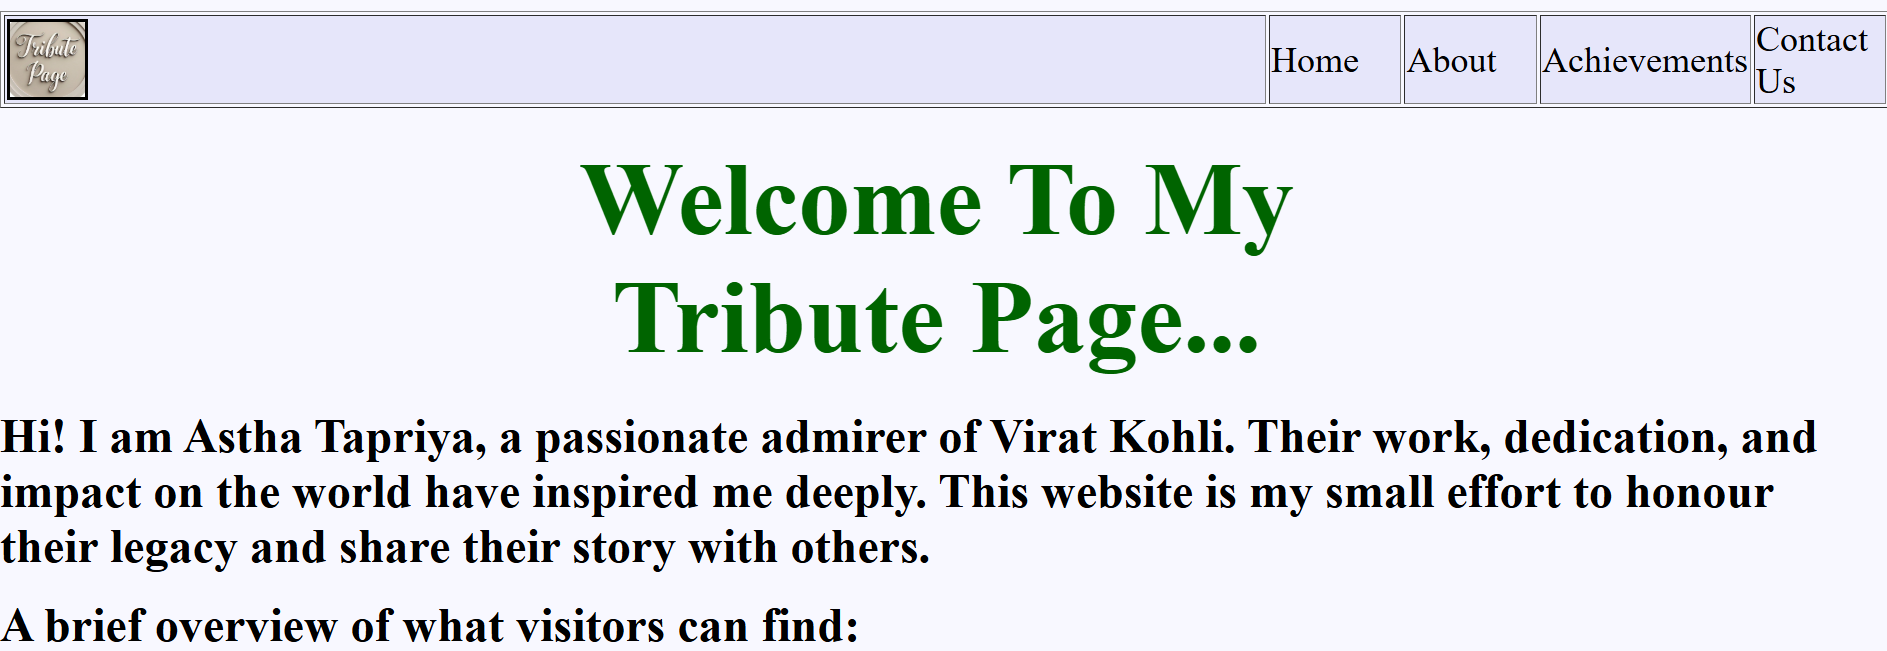 Tribute
Page
Home
About
Achievements
Contact
Us
Welcome To My
Tribute Page...
Hi! I am Astha Tapriya, a passionate admirer of Virat Kohli. Their work, dedication, and
impact on the world have inspired me deeply. This website is my small effort to honour
their legacy and share their story with others.
A brief overview of what visitors can find: